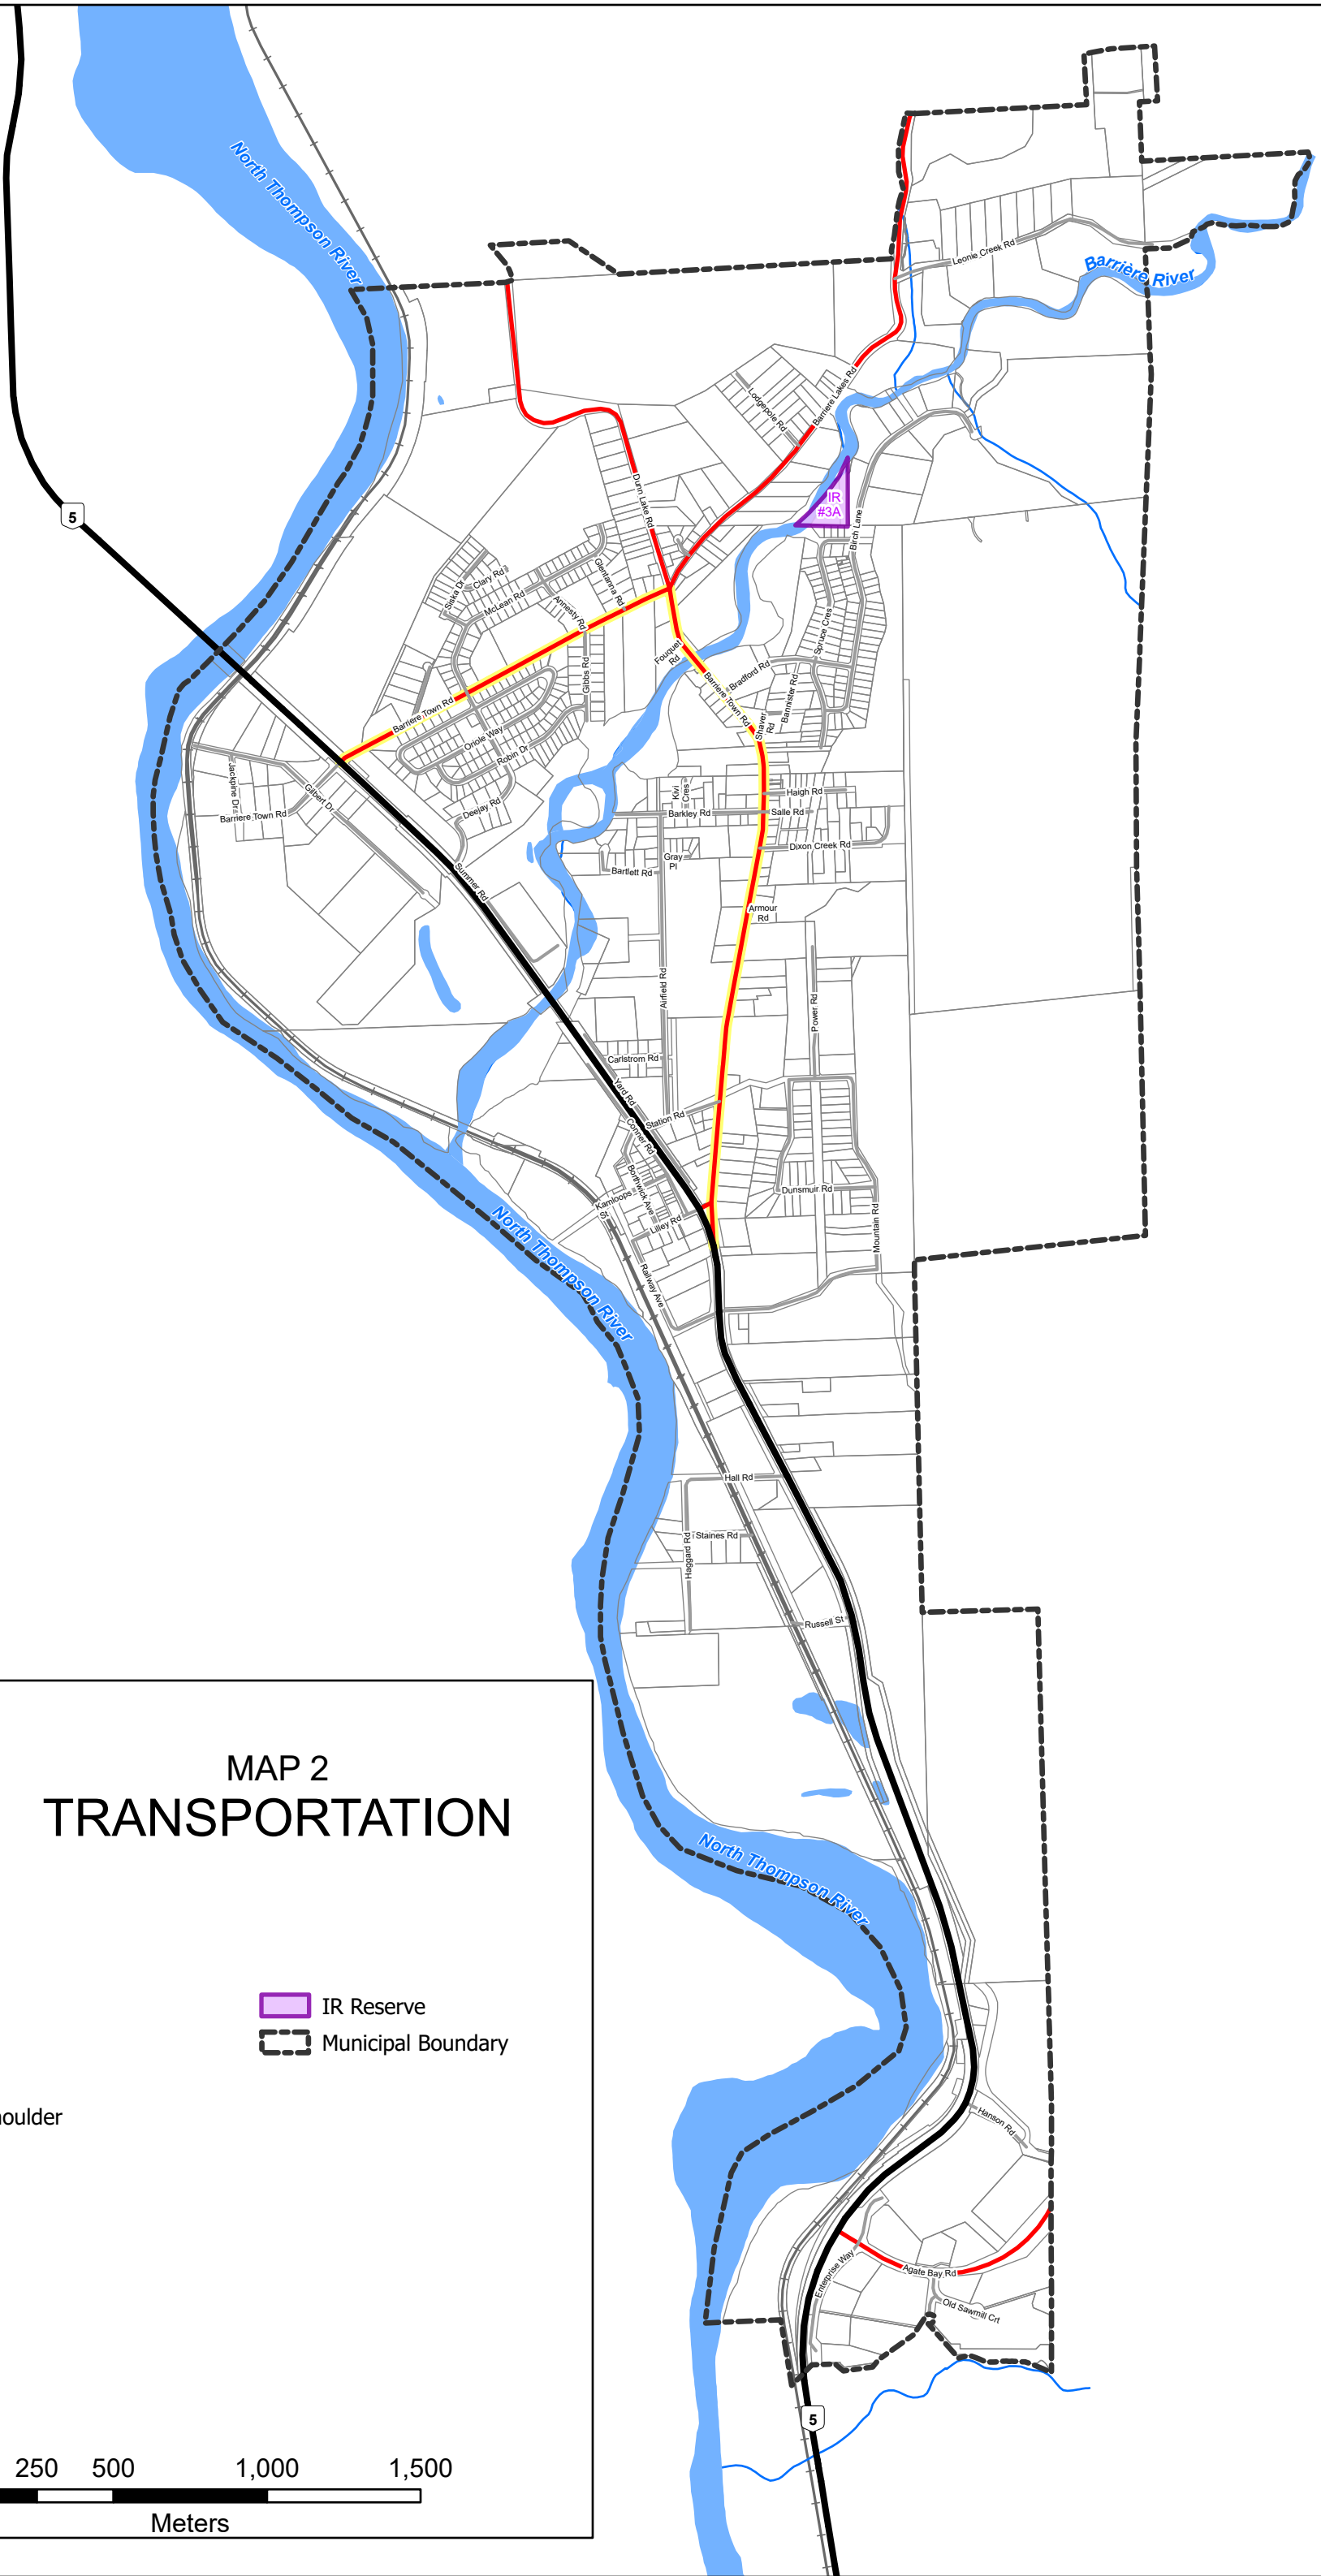 North Thompson River
Leonie Creek Rd
Barrière River
Lodgepole Rd
Barriere Lakes Rd
Dunn Lake Rd
IR
#3A
5
Birch Lane
Glentanna Rd
Clary Rd
Siska Dr
McLean Rd
Annesty Rd
Spruce Cres
Fouquet
Rd
Gibbs Rd
Bradford Rd
Bannister Rd
Barriere Town Rd
Barriere Town Rd
Shaver
Rd
Oriole Way
Robin Dr
Jackpine Dr
Gilbert Dr
Barriere Town Rd
Deejay Rd
Kivi
Cres
Haigh Rd
Barkley Rd
Salle Rd
Dixon Creek Rd
Gray
Pl
Bartlett Rd
Summer Rd
Armour
Rd
Airfield Rd
Power Rd
Carlstrom Rd
Yard Rd
Station Rd
Conner Rd
Borthwick Ave
Kamloops
St
Dunsmuir Rd
Lilley Rd
Mountain Rd
North Thompson River
Railway Ave
Hall Rd
Staines Rd
Haggard Rd
Russell St
MAP 2
TRANSPORTATION
North Thompson River
IR Reserve
Municipal Boundary
oulder
Hanson Rd
Enterprise Way
Agate Bay Rd
Old Sawmill Crt
5
250 500 1,000 1,500
Meters